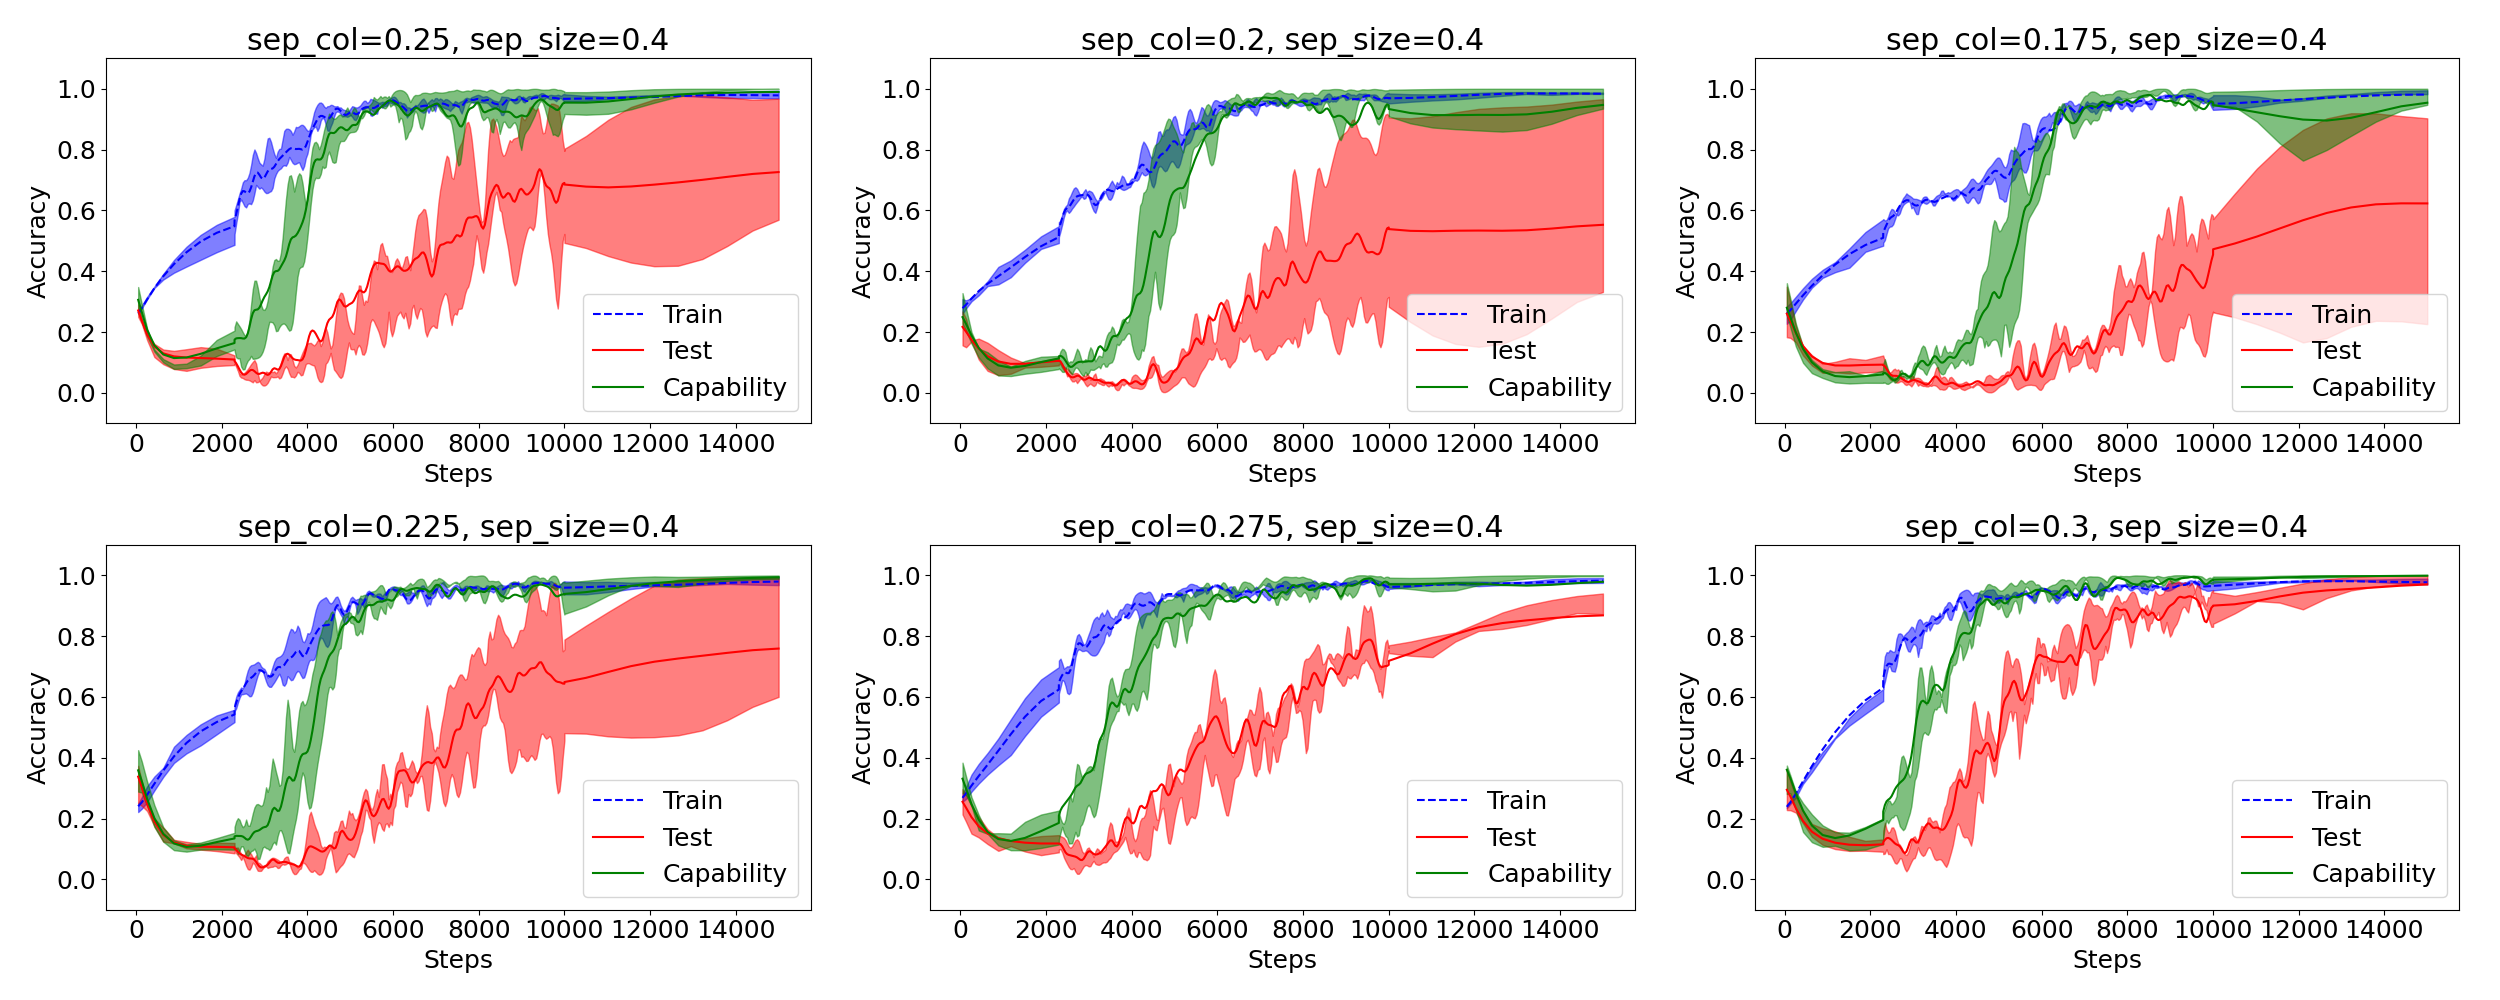 sep_col=0.25, sep_size=0.4
1.0
0.8
0.6
0.4
0.2
0.0
Accuracy
Train
Test
Capability
0 2000 4000 6000 8000 10000 12000 14000
Steps
sep_col=0.2, sep_size=0.4
1.0
0.8
0.6
0.4
0.2
0.0
Accuracy
Train
Test
Capability
0 2000 4000 6000 8000 10000 12000 14000
Steps
sep_col=0.175, sep_size=0.4
1.0
0.8
0.6
0.4
0.2
0.0
Accuracy
Train
Test
Capability
0 2000 4000 6000 8000 10000 12000 14000
Steps
sep_col=0.225, sep_size=0.4
1.0
0.8
0.6
0.4
0.2
0.0
Accuracy
Train
Test
Capability
0 2000 4000 6000 8000 10000 12000 14000
Steps
sep_col=0.275, sep_size=0.4
1.0
0.8
0.6
0.4
0.2
0.0
Accuracy
Train
Test
Capability
0 2000 4000 6000 8000 10000 12000 14000
Steps
sep_col=0.3, sep_size=0.4
1.0
0.8
0.6
0.4
0.2
0.0
Accuracy
Train
Test
Capability
0 2000 4000 6000 8000 10000 12000 14000
Steps